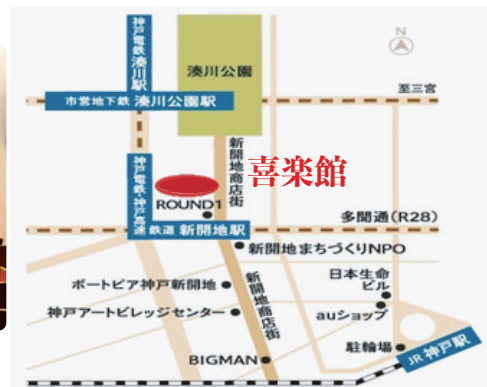 N
神戸電鉄 湊川駅
湊川公園
至三宮
市営地下鉄 湊川公園駅
新開地商店街
喜楽館
神戸電鉄・神戸高速鉄道 新開地駅
ROUND1
多聞通(R28)
新開地まちづくりNPO
日本生命
ビル
ボートピア神戸新開地
新開地商店街
神戸アートビレッジセンター
auショップ
駐輪場
JR 神戸駅
BIGMAN